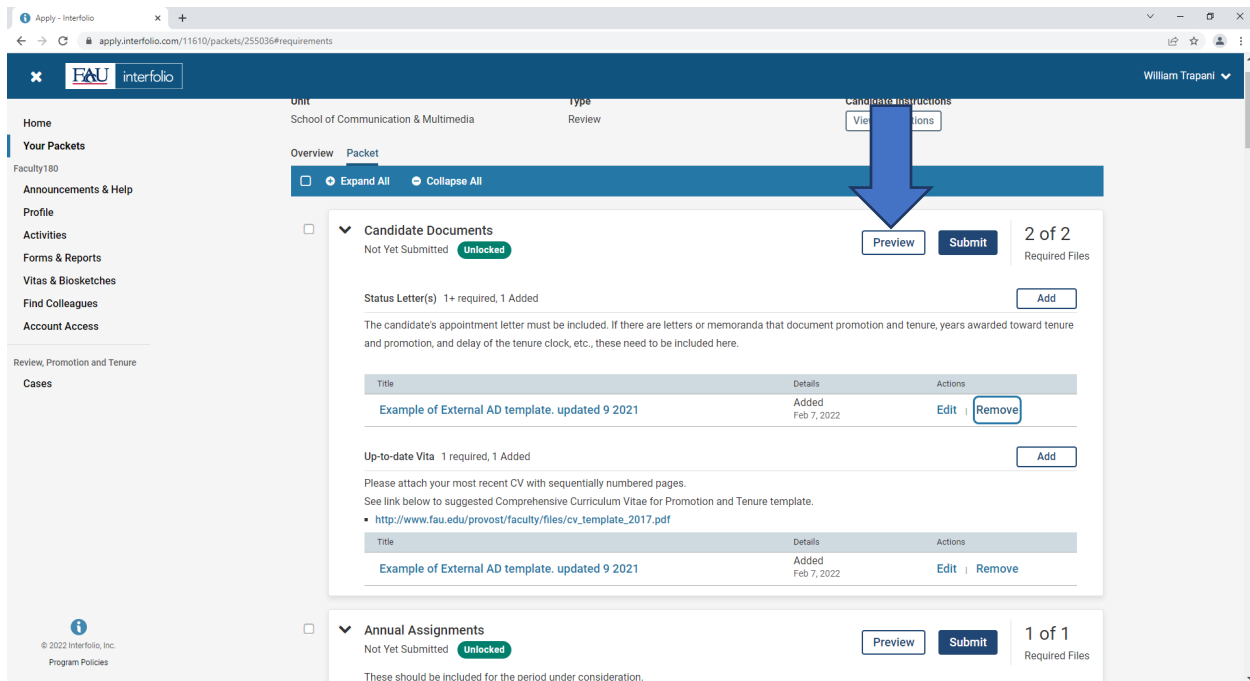 Apply - Interfolio
apply.interfolio.com/11610/packets/255036#requirements
FAU interfolio
William Trapani
Home
Your Packets
Faculty180
Announcements & Help
Profile
Activities
Forms & Reports
Vitas & Biosketches
Find Colleagues
Account Access
Review, Promotion and Tenure
Cases
© 2022 Interfolio, Inc.
Program Policies
Unit Type Candidate Instructions
School of Communication & Multimedia Review
Overview Packet
Expand All Collapse All
Candidate Documents
Not Yet Submitted Unlocked
Preview Submit
2 of 2
Required Files
Status Letter(s) 1+ required, 1 Added Add
The candidate's appointment letter must be included. If there are letters or memoranda that document promotion and tenure, years awarded toward tenure
and promotion, and delay of the tenure clock, etc., these need to be included here.
Title Details Actions
Example of External AD template. updated 9 2021 Added Feb 7, 2022 Edit | Remove
Up-to-date Vita 1 required, 1 Added Add
Please attach your most recent CV with sequentially numbered pages.
See link below to suggested Comprehensive Curriculum Vitae for Promotion and Tenure template.
http://www.fau.edu/provost/faculty/files/cv_template_2017.pdf
Title Details Actions
Example of External AD template. updated 9 2021 Added Feb 7, 2022 Edit | Remove
Annual Assignments
Not Yet Submitted Unlocked
Preview Submit
1 of 1
Required Files
These should be included for the period under consideration.